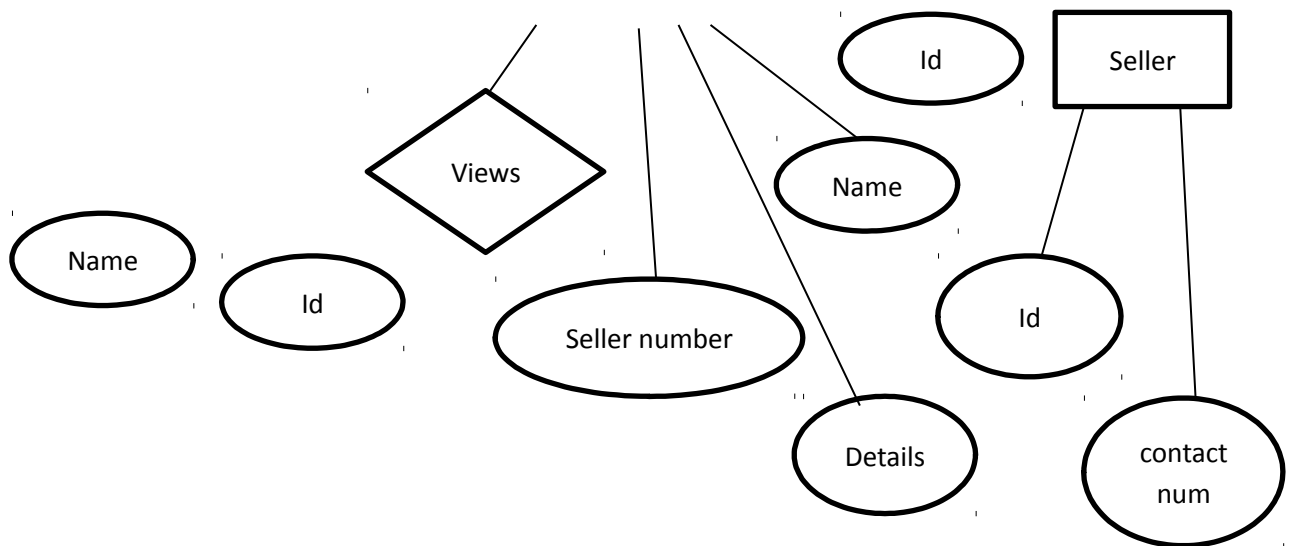 Id
Seller
Views
Name
Name
Id
Seller number
Id
Details
contact
num